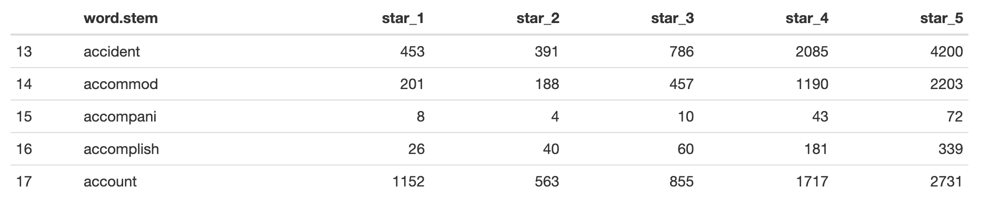 word.stem star_1 star_2 star_3 star_4 star_5
13 accident 453 391 786 2085 4200
14 accommod 201 188 457 1190 2203
15 accompani 8 4 10 43 72
16 accomplish 26 40 60 181 339
17 account 1152 563 855 1717 2731